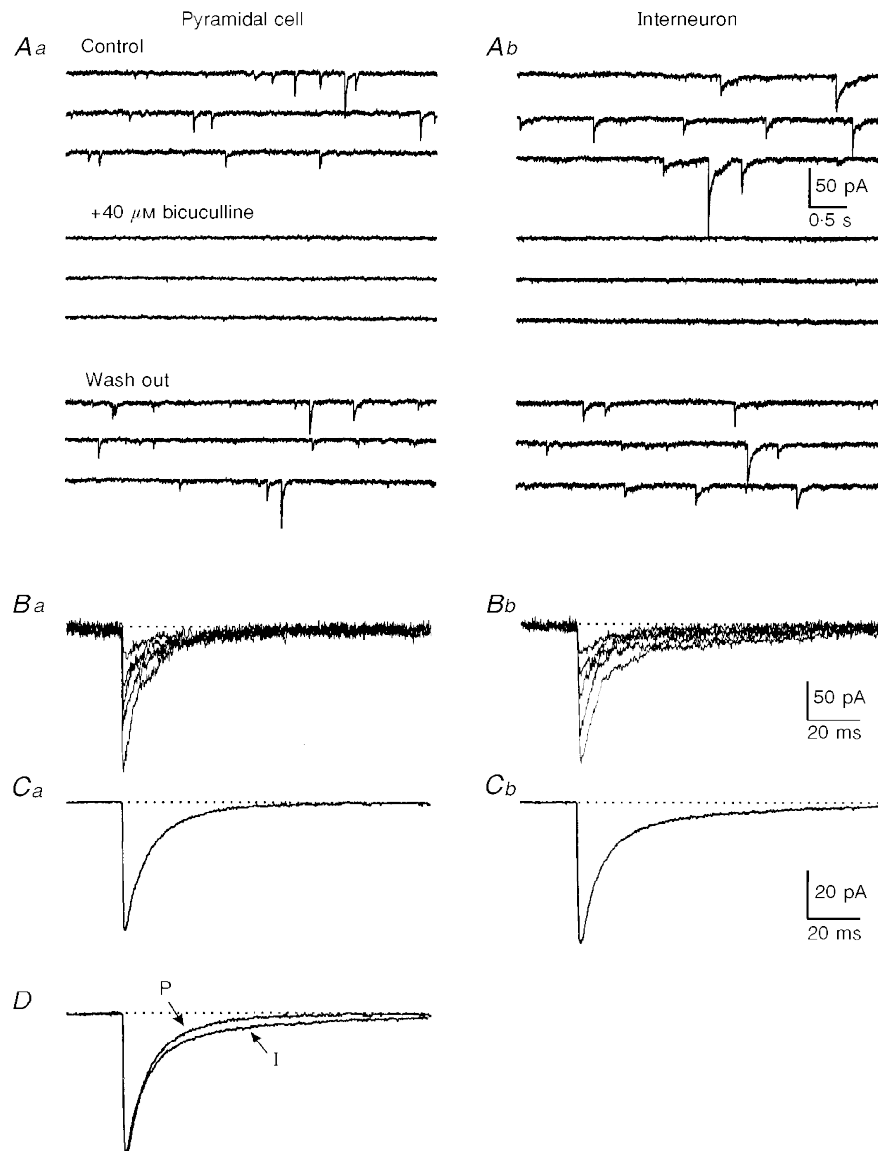 Pyramidal cell
Interneuron
Aa
Control
Ab
50 pA
0·5 s
+40 μM bicuculline
Wash out
Ba
Bb
50 pA
20 ms
Ca
Cb
20 pA
20 ms
D
P
I